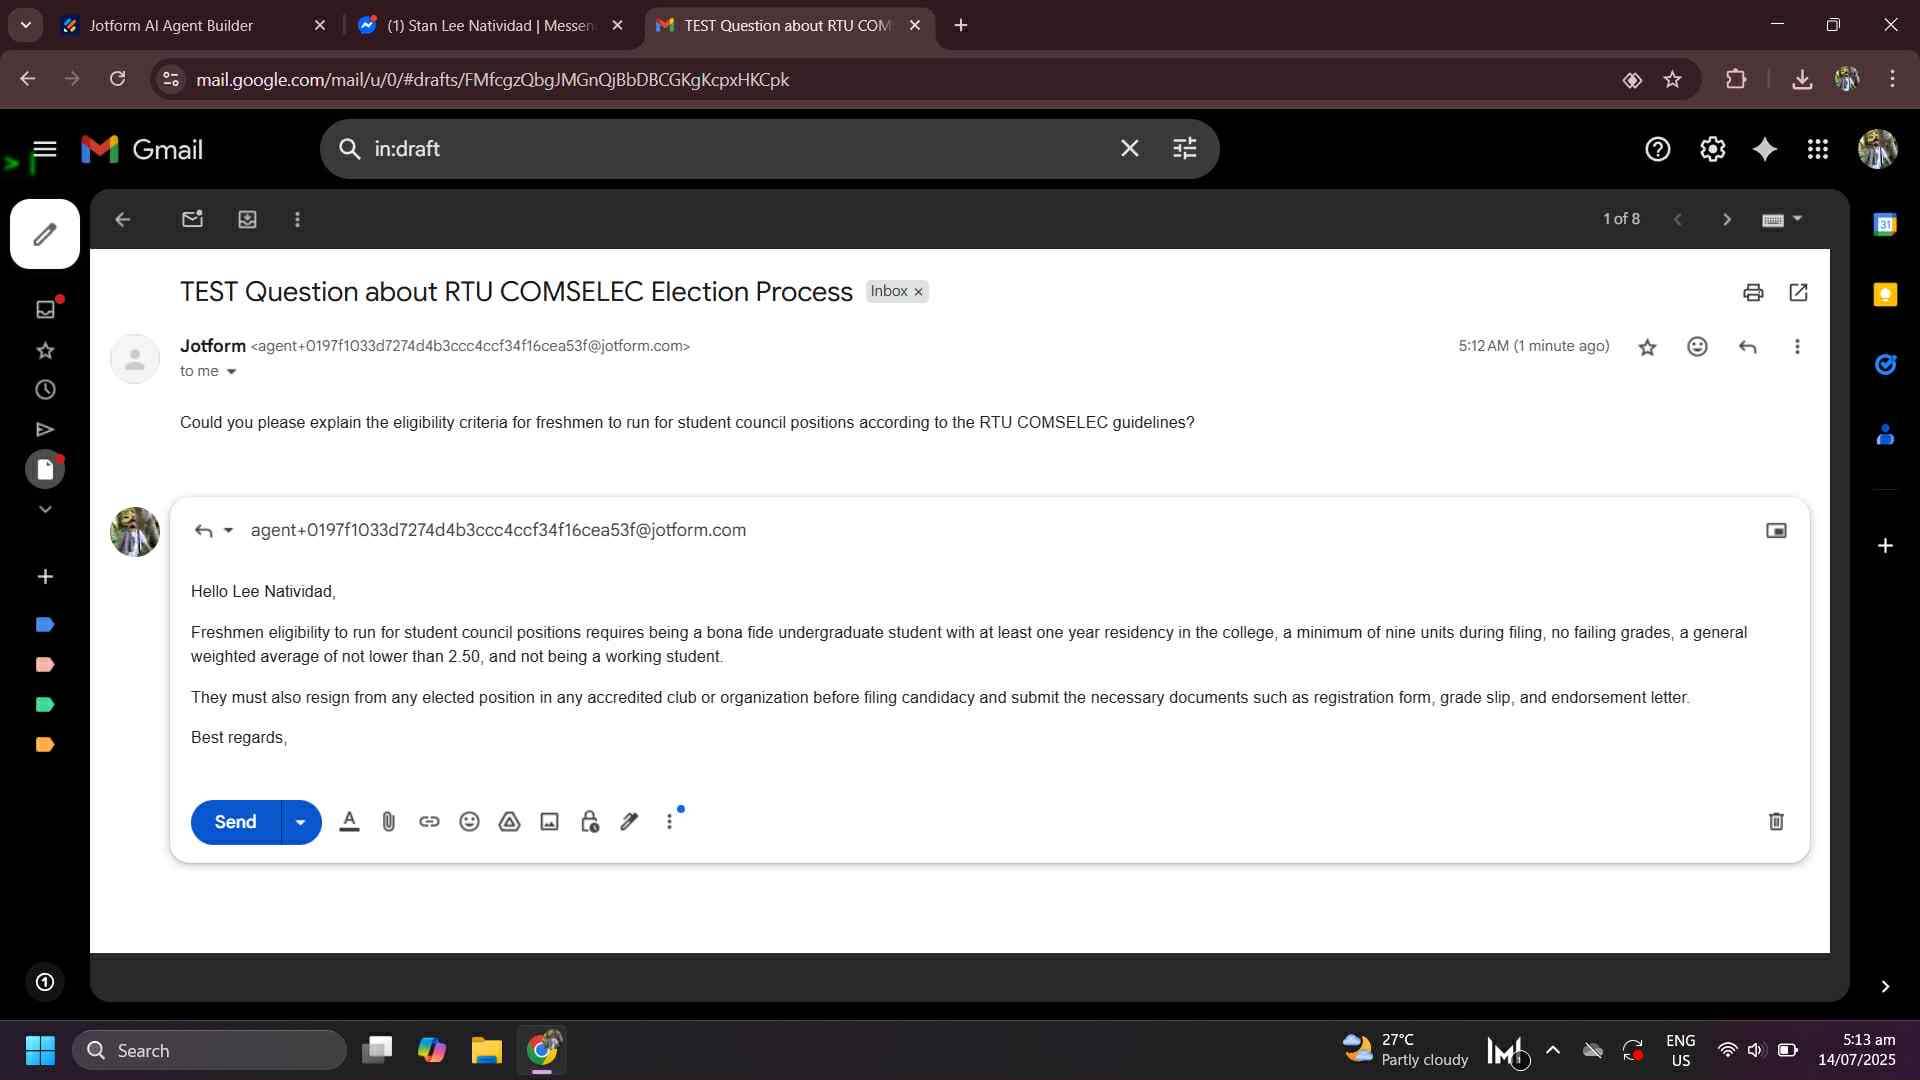 Jotform AI Agent Builder
(1) Stan Lee Natividad | Messen
TEST Question about RTU COM
mail.google.com/mail/u/0/#drafts/FMfcgzQbgJMGnQjBbDBCGKgKcpxHKCpk
Gmail
in:draft
1 of 8
TEST Question about RTU COMSELEC Election Process
Inbox ×
Jotform <agent+0197f1033d7274d4b3ccc4ccf34f16cea53f@jotform.com>
5:12 AM (1 minute ago)
to me
Could you please explain the eligibility criteria for freshmen to run for student council positions according to the RTU COMSELEC guidelines?
agent+0197f1033d7274d4b3ccc4ccf34f16cea53f@jotform.com
Hello Lee Natividad,
Freshmen eligibility to run for student council positions requires being a bona fide undergraduate student with at least one year residency in the college, a minimum of nine units during filing, no failing grades, a general
weighted average of not lower than 2.50, and not being a working student.
They must also resign from any elected position in any accredited club or organization before filing candidacy and submit the necessary documents such as registration form, grade slip, and endorsement letter.
Best regards,
Send
31
1
Search
27°C
Partly cloudy
ENG
US
5:13 am
14/07/2025